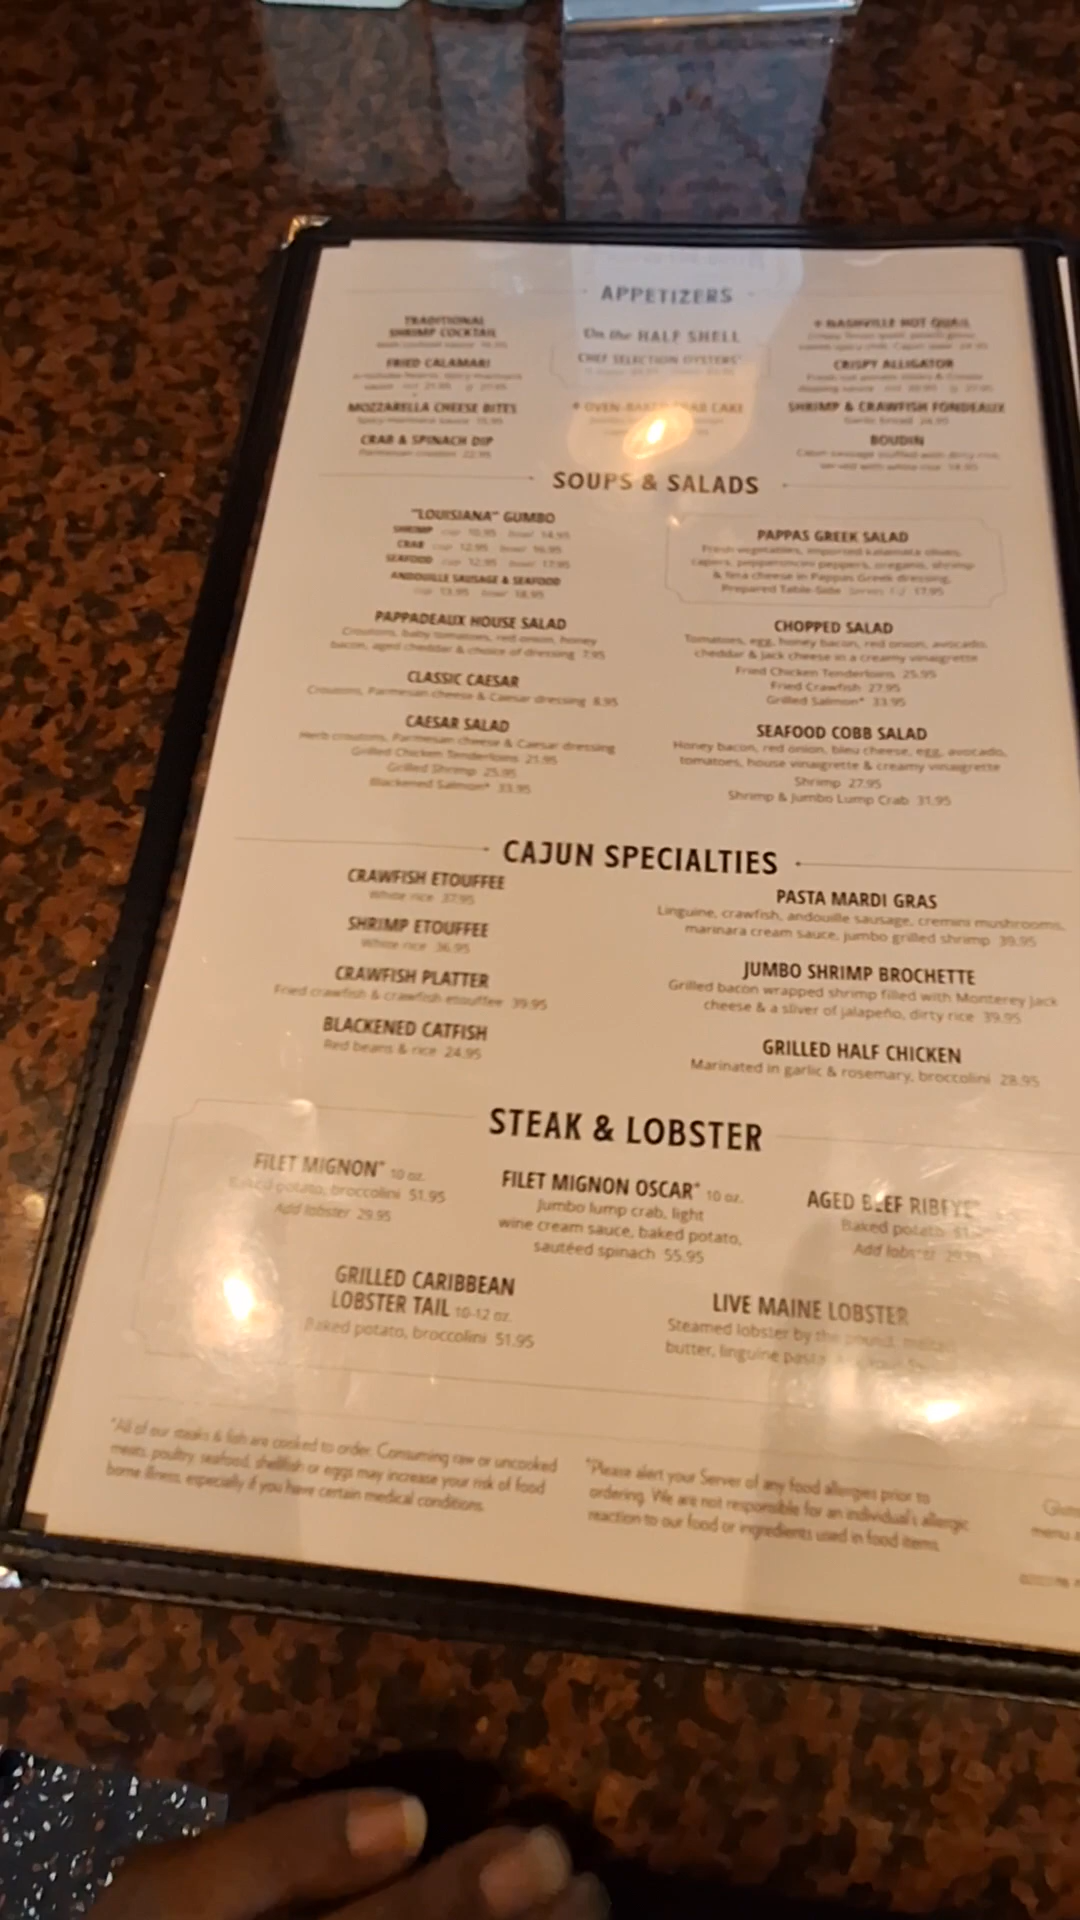 APPETIZERS
TRADITIONAL
SHRIMP COCKTAIL
FRIED CALAMARI
MOZZARELLA CHEESE BITES
CRAB & SPINACH DIP
On the HALF SHELL
CHEF SELECTION OYSTERS*
OVEN-BAKED CRAB CAKE
NASHVILLE HOT QUAIL
CRISPY ALLIGATOR
SHRIMP & CRAWFISH FONDEAUX
BOUDIN
SOUPS & SALADS
"LOUISIANA" GUMBO
SHRIMP cup 10.95 bowl 14.95
CRAB cup 12.95 bowl 16.95
SEAFOOD cup 12.95 bowl 17.95
ANDOUILLE SAUSAGE & SEAFOOD
cup 13.95 bowl 18.95
PAPPADEAUX HOUSE SALAD
Croutons, baby tomatoes, red onion, honey
bacon, aged cheddar & choice of dressing 7.95
CLASSIC CAESAR
Croutons, Parmesan cheese & Caesar dressing 8.95
CAESAR SALAD
Herb croutons, Parmesan cheese & Caesar dressing
Grilled Chicken Tenderloins 21.95
Grilled Shrimp 25.95
Blackened Salmon* 33.95
PAPPAS GREEK SALAD
Fresh vegetables, imported kalamata olives,
capers, pepperoncini peppers, oregano, shrimp
& feta cheese in Pappas Greek dressing,
Prepared Table-Side 17.95
CHOPPED SALAD
Tomatoes, egg, honey bacon, red onion, avocado,
cheddar & Jack cheese in a creamy vinaigrette
Fried Chicken Tenderloins 25.95
Fried Crawfish 27.95
Grilled Salmon* 33.95
SEAFOOD COBB SALAD
Honey bacon, red onion, bleu cheese, egg, avocado,
tomatoes, house vinaigrette & creamy vinaigrette
Shrimp 27.95
Shrimp & Jumbo Lump Crab 31.95
CAJUN SPECIALTIES
CRAWFISH ETOUFFEE
White rice 37.95
SHRIMP ETOUFFEE
White rice 36.95
CRAWFISH PLATTER
Fried crawfish & crawfish etouffee 39.95
BLACKENED CATFISH
Red beans & rice 24.95
PASTA MARDI GRAS
Linguine, crawfish, andouille sausage, cremini mushrooms,
marinara cream sauce, jumbo grilled shrimp 39.95
JUMBO SHRIMP BROCHETTE
Grilled bacon wrapped shrimp filled with Monterey Jack
cheese & a sliver of jalapeño, dirty rice 39.95
GRILLED HALF CHICKEN
Marinated in garlic & rosemary, broccolini 28.95
STEAK & LOBSTER
FILET MIGNON* 10 oz.
Baked potato, broccolini 51.95
Add lobster 29.95
FILET MIGNON OSCAR* 10 oz.
Jumbo lump crab, light
wine cream sauce, baked potato,
sautéed spinach 55.95
AGED BEEF RIBEYE*
Baked potato
Add lobster 29.95
GRILLED CARIBBEAN
LOBSTER TAIL 10-12 oz.
Baked potato, broccolini 51.95
LIVE MAINE LOBSTER
Steamed lobster by the pound, melted
butter, linguine pasta
*All of our steaks & fish are cooked to order. Consuming raw or uncooked
meats, poultry, seafood, shellfish or eggs may increase your risk of food
borne illness, especially if you have certain medical conditions.
*Please alert your Server of any food allergies prior to
ordering. We are not responsible for an individual's allergic
reaction to our food or ingredients used in food items.
menu